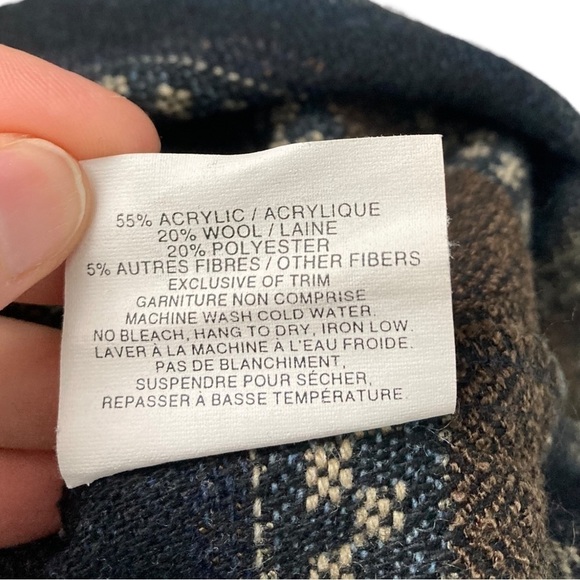 55% ACRYLIC / ACRYLIQUE
20% WOOL / LAINE
20% POLYESTER
5% AUTRES FIBRES / OTHER FIBERS
EXCLUSIVE OF TRIM
GARNITURE NON COMPRISE
MACHINE WASH COLD WATER.
NO BLEACH, HANG TO DRY, IRON LOW.
LAVER À LA MACHINE À L'EAU FROIDE.
PAS DE BLANCHIMENT,
SUSPENDRE POUR SÉCHER,
REPASSER À BASSE TEMPÉRATURE.